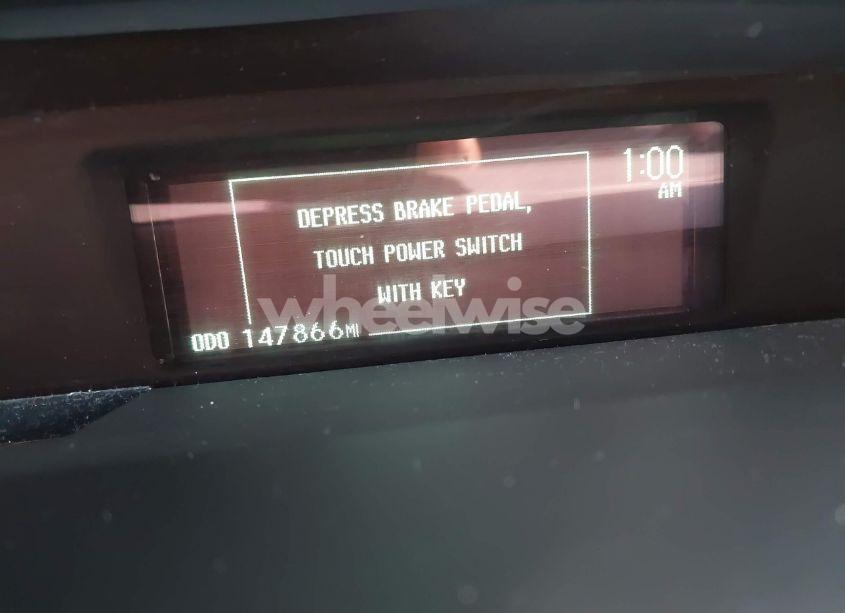 1:00
AM
DEPRESS BRAKE PEDAL,
TOUCH POWER SWITCH
WITH KEY
wheelwise
ODO 147866MI